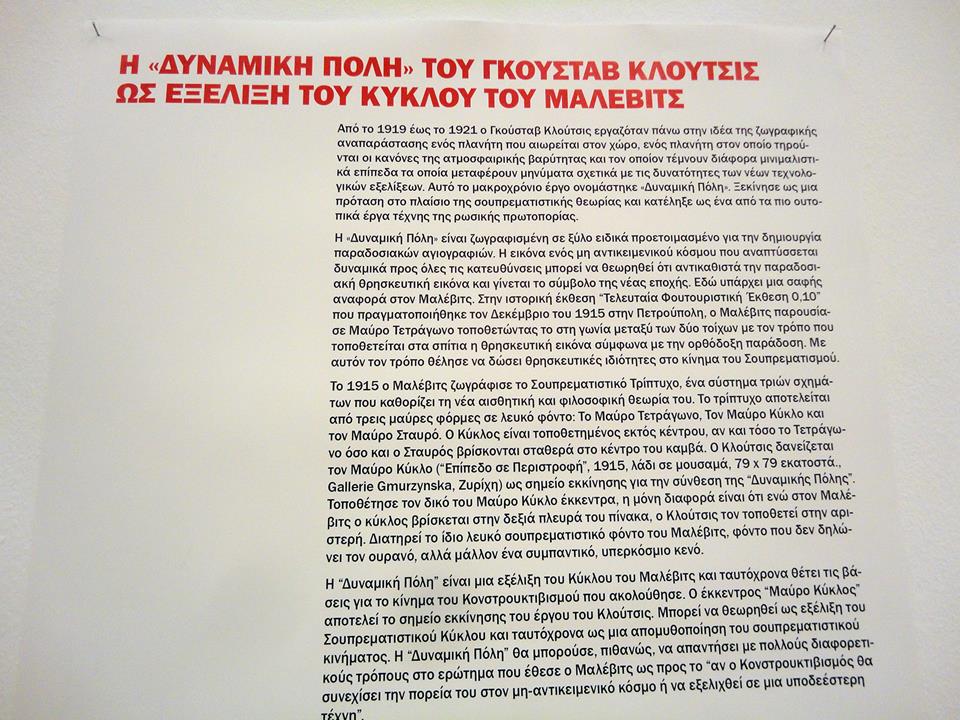 Η «ΔΥΝΑΜΙΚΗ ΠΟΛΗ» ΤΟΥ ΓΚΟΥΣΤΑΒ ΚΛΟΥΤΣΙΣ
ΩΣ ΕΞΕΛΙΞΗ ΤΟΥ ΚΥΚΛΟΥ ΤΟΥ ΜΑΛΕΒΙΤΣ
Από το 1919 έως το 1921 ο Γκούσταβ Κλούτσις εργαζόταν πάνω στην ιδέα της ζωγραφικής
αναπαράστασης ενός πλανήτη που αιωρείται στον χώρο, ενός πλανήτη στον οποίο τηρού-
νται οι κανόνες της ατμοσφαιρικής βαρύτητας και τον οποίον τέμνουν διάφορα μινιμαλιστι-
κά επίπεδα τα οποία μεταφέρουν μηνύματα σχετικά με τις δυνατότητες των νέων τεχνολο-
γικών εξελίξεων. Αυτό το μακροχρόνιο έργο ονομάστηκε «Δυναμική Πόλη». Ξεκίνησε ως μια
πρόταση στο πλαίσιο της σουπρεματικής θεωρίας και κατέληξε ως ένα από τα πιο ουτο-
πικά έργα τέχνης της ρωσικής πρωτοπορίας.
Η «Δυναμική Πόλη» είναι ζωγραφισμένη σε ξύλο ειδικά προετοιμασμένο για την δημιουργία
παραδοσιακών αγιογραφιών. Η εικόνα ενός μη αντικειμενικού κόσμου που αναπτύσσεται
δυναμικά προς όλες τις κατευθύνσεις μπορεί να θεωρηθεί ότι αντικαθιστά την παραδοσι-
ακή θρησκευτική εικόνα και γίνεται το σύμβολο της νέας εποχής. Εδώ υπάρχει μια σαφής
αναφορά στον Μαλέβιτς. Στην ιστορική έκθεση “Τελευταία Φουτουριστική Έκθεση 0,10”
που πραγματοποιήθηκε τον Δεκέμβριο του 1915 στην Πετρούπολη, ο Μαλέβιτς παρουσία-
σε Μαύρο Τετράγωνο τοποθετώντας το στη γωνία μεταξύ των δύο τοίχων με τον τρόπο που
τοποθετείται στα σπίτια η θρησκευτική εικόνα σύμφωνα με την ορθόδοξη παράδοση. Με
αυτόν τον τρόπο θέλησε να δώσει θρησκευτικές ιδιότητες στο κίνημα του Σουπρεματισμού.
Το 1915 ο Μαλέβιτς ζωγράφισε το Σουπρεματιστικό Τρίπτυχο, ένα σύστημα τριών σχημά-
των που καθορίζει τη νέα αισθητική και φιλοσοφική θεωρία του. Το τρίπτυχο αποτελείται
από τρεις μαύρες φόρμες σε λευκό φόντο: Το Μαύρο Τετράγωνο, Τον Μαύρο Κύκλο και
τον Μαύρο Σταυρό. Ο Κύκλος είναι τοποθετημένος εκτός κέντρου, αν και τόσο το Τετράγω-
νο όσο και ο Σταυρός βρίσκονται σταθερά στο κέντρο του καμβά. Ο Κλούτσις δανείζεται
τον Μαύρο Κύκλο (“Επίπεδο σε Περιστροφή”, 1915, λάδι σε μουσαμά, 79 x 79 εκατοστά.,
Gallerie Gmurzynska, Ζυρίχη) ως σημείο εκκίνησης για την σύνθεση της “Δυναμικής Πόλης”.
Τοποθέτησε τον δικό του Μαύρο Κύκλο έκκεντρα, η μόνη διαφορά είναι ότι ενώ στον Μαλέ-
βιτς ο κύκλος βρίσκεται στην δεξιά πλευρά του πίνακα, ο Κλούτσις τον τοποθετεί στην αρι-
στερή. Διατηρεί το ίδιο λευκό σουπρεματιστικό φόντο του Μαλέβιτς, φόντο που δεν δηλώ-
νει τον ουρανό, αλλά μάλλον ένα συμπαντικό, υπερκόσμιο κενό.
Η “Δυναμική Πόλη” είναι μια εξέλιξη του Κύκλου του Μαλέβιτς και ταυτόχρονα θέτει τις βά-
σεις για το κίνημα του Κονστρουκτιβισμού που ακολούθησε. Ο έκκεντρος “Μαύρος Κύκλος”
αποτελεί το σημείο εκκίνησης του έργου του Κλούτσις. Μπορεί να θεωρηθεί ως εξέλιξη του
Σουπρεματιστικού Κύκλου και ταυτόχρονα ως μια απομυθοποίηση του σουπρεματιστικού
κινήματος. Η “Δυναμική Πόλη” θα μπορούσε, πιθανώς, να απαντήσει με πολλούς διαφορετι-
κούς τρόπους στο ερώτημα που έθεσε ο Μαλέβιτς ως προς το “αν ο Κονστρουκτιβισμός θα
συνεχίσει την πορεία του στον μη-αντικειμενικό κόσμο ή να εξελιχθεί σε μια υποδεέστερη
τέχνη”.